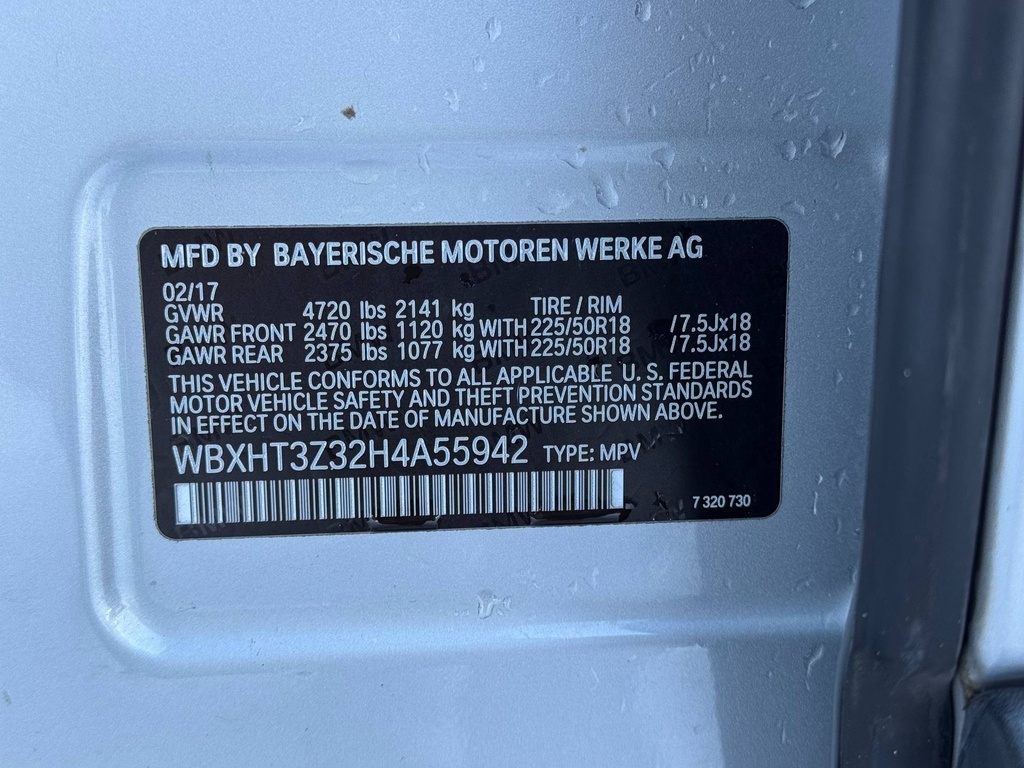 MFD BY BAYERISCHE MOTOREN WERKE AG
02/17
GVWR 4720 lbs 2141 kg TIRE / RIM
GAWR FRONT 2470 lbs 1120 kg WITH 225/50R18 /7.5Jx18
GAWR REAR 2375 lbs 1077 kg WITH 225/50R18 /7.5Jx18
THIS VEHICLE CONFORMS TO ALL APPLICABLE U. S. FEDERAL
MOTOR VEHICLE SAFETY AND THEFT PREVENTION STANDARDS
IN EFFECT ON THE DATE OF MANUFACTURE SHOWN ABOVE.
WBXHT3Z32H4A55942 TYPE: MPV
7 320 730